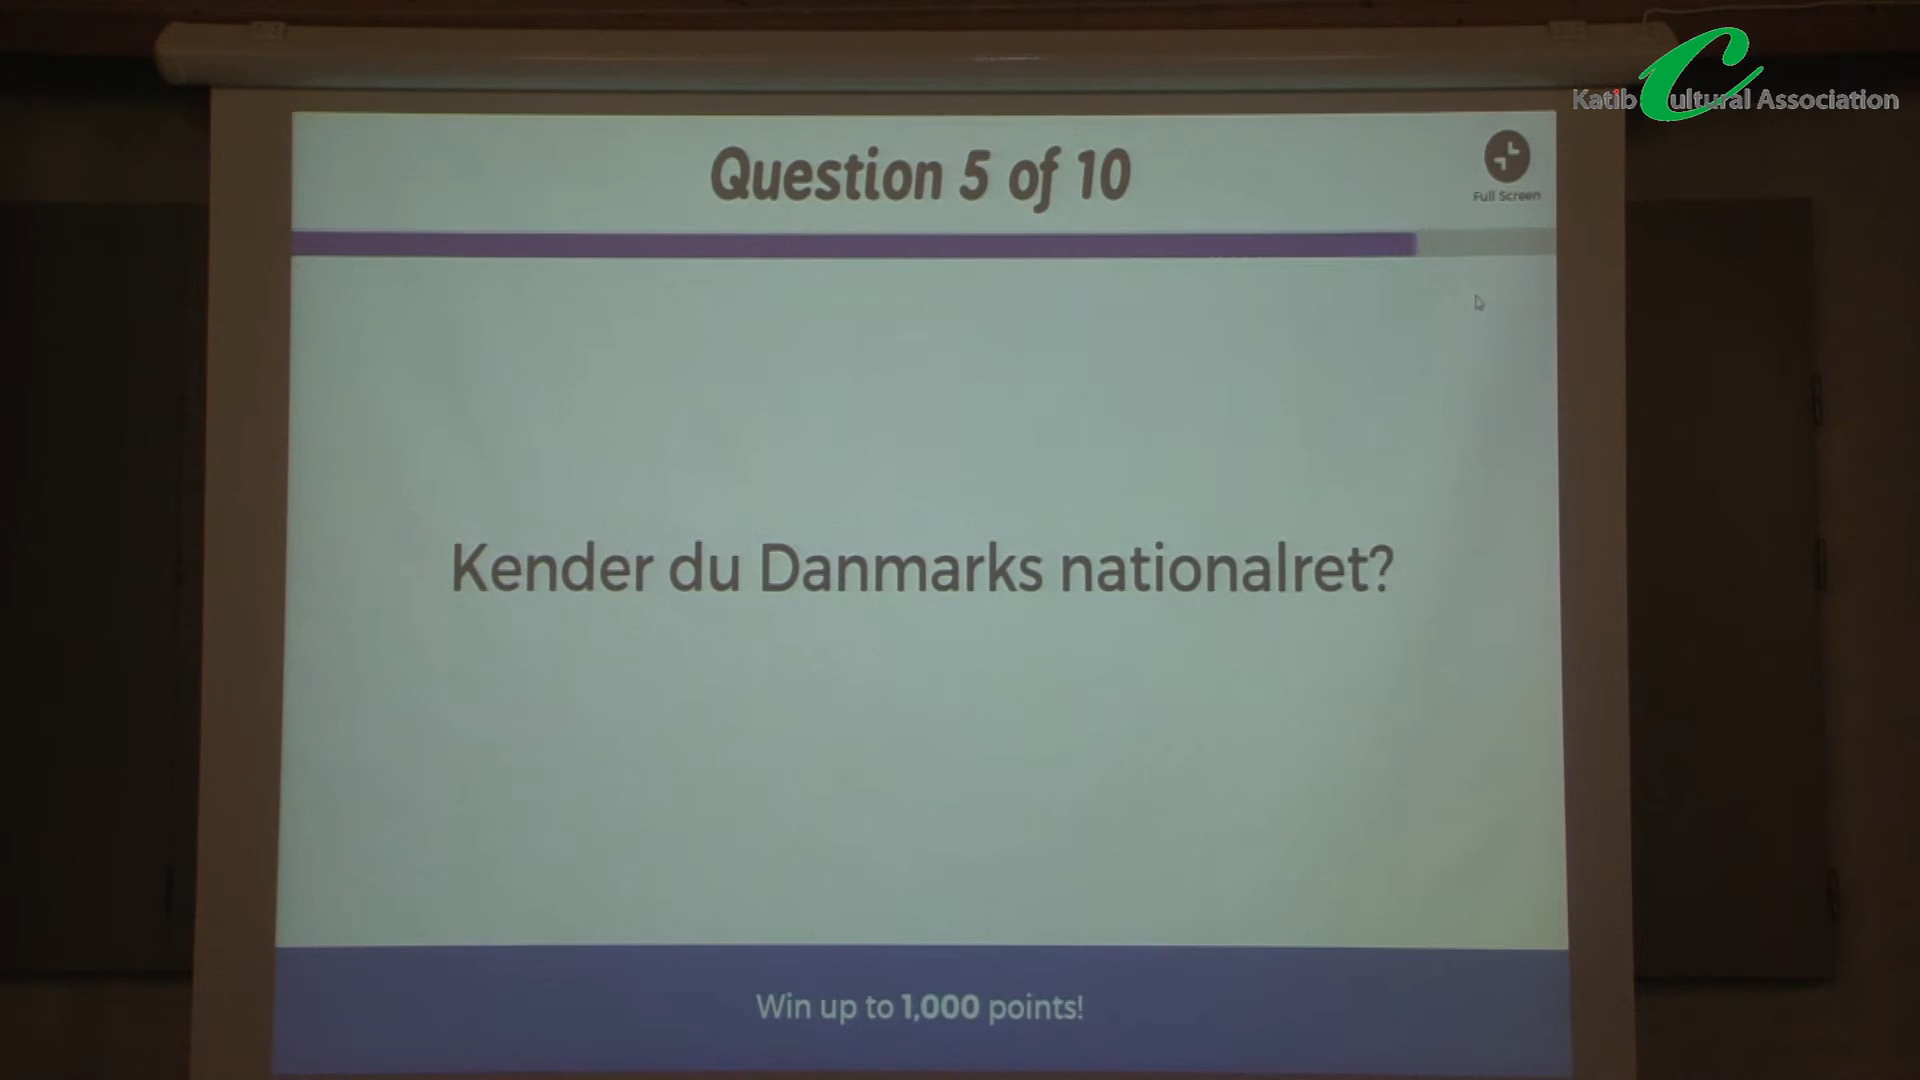 Katib Cultural Association
Question 5 of 10
Full Screen
Kender du Danmarks nationalret?
Win up to 1,000 points!